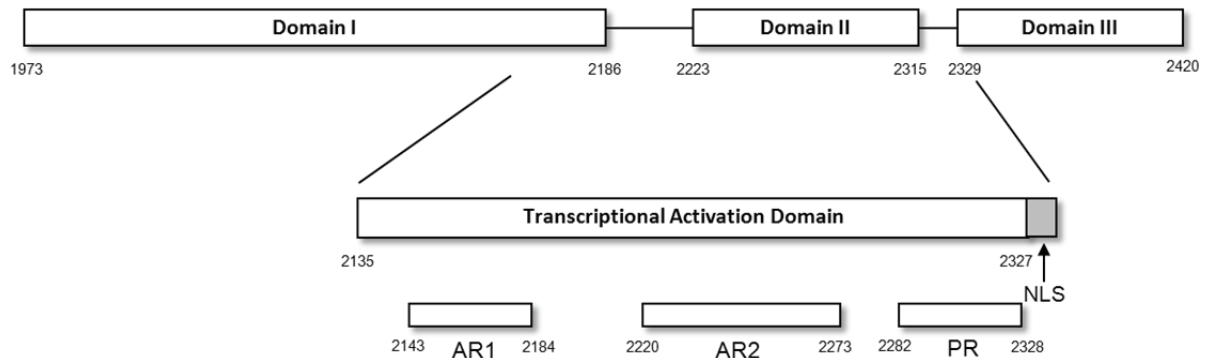 Domain I Domain II Domain III
1973 2186 2223 2315 2329 2420
Transcriptional Activation Domain
2135 2327
NLS
2143 AR1 2184 2220 AR2 2273 2282 PR 2328